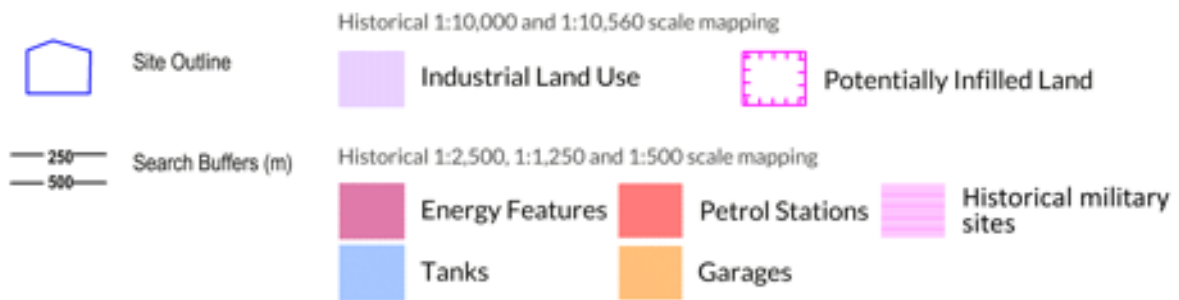 Historical 1:10,000 and 1:10,560 scale mapping
Site Outline
Industrial Land Use
Potentially Infilled Land
250
500
Search Buffers (m)
Historical 1:2,500, 1:1,250 and 1:500 scale mapping
Energy Features
Petrol Stations
Historical military
sites
Tanks
Garages